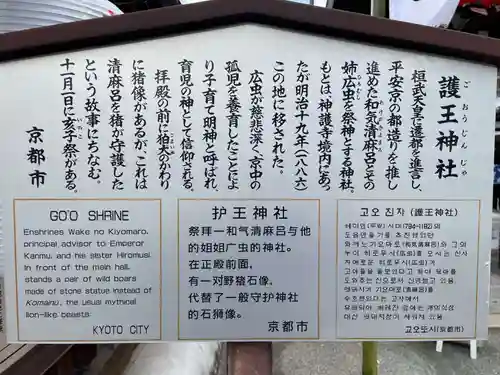 護王神社
ごおうじんじゃ
桓武天皇に遷都を進言し、
平安京の都造りを推し
進めた和気清麻呂とその
姉広虫を祭神とする神社。
もとは、神護寺境内にあっ
たが明治十九年(一八八六)
この地に移された。
広虫が慈悲深く京中の
孤児を養育したことによ
り子育て明神と呼ばれ、
育児の神として信仰される。
拝殿の前に狛犬のかわり
に猪像があるが、これは
清麻呂を猪が守護した
という故事にちなむ。
十一月一日に亥子祭がある。
京都市
GO'O SHRINE
Enshrines Wake no Kiyomaro,
principal advisor to Emperor
Kanmu, and his sister Hiromusi.
In front of the main hall,
stands a pair of wild boars
made of stone statue instead of
Komainu, the usual mythical
lion-like beasts.
KYOTO CITY
护王神社
祭拜一和气清麻吕与他
的姐姐广虫的神社。
在正殿前面,
有一对野猪石像,
代替了一般守护神社
的石狮像。
京都市
고오 진자 (護王神社)
교또시(京都市)